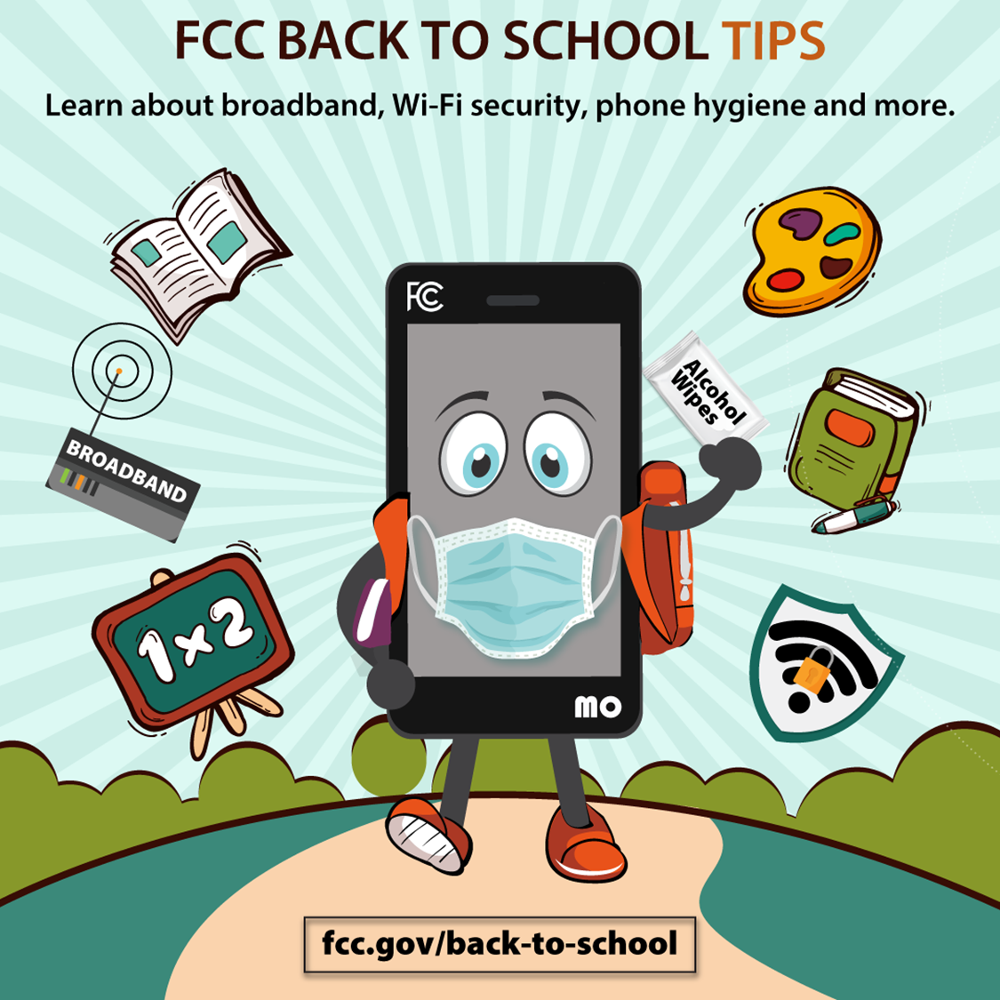 FCC BACK TO SCHOOL TIPS
Learn about broadband, Wi-Fi security, phone hygiene and more.
FCC
Alcohol
Wipes
BROADBAND
1x2
mo
fcc.gov/back-to-school